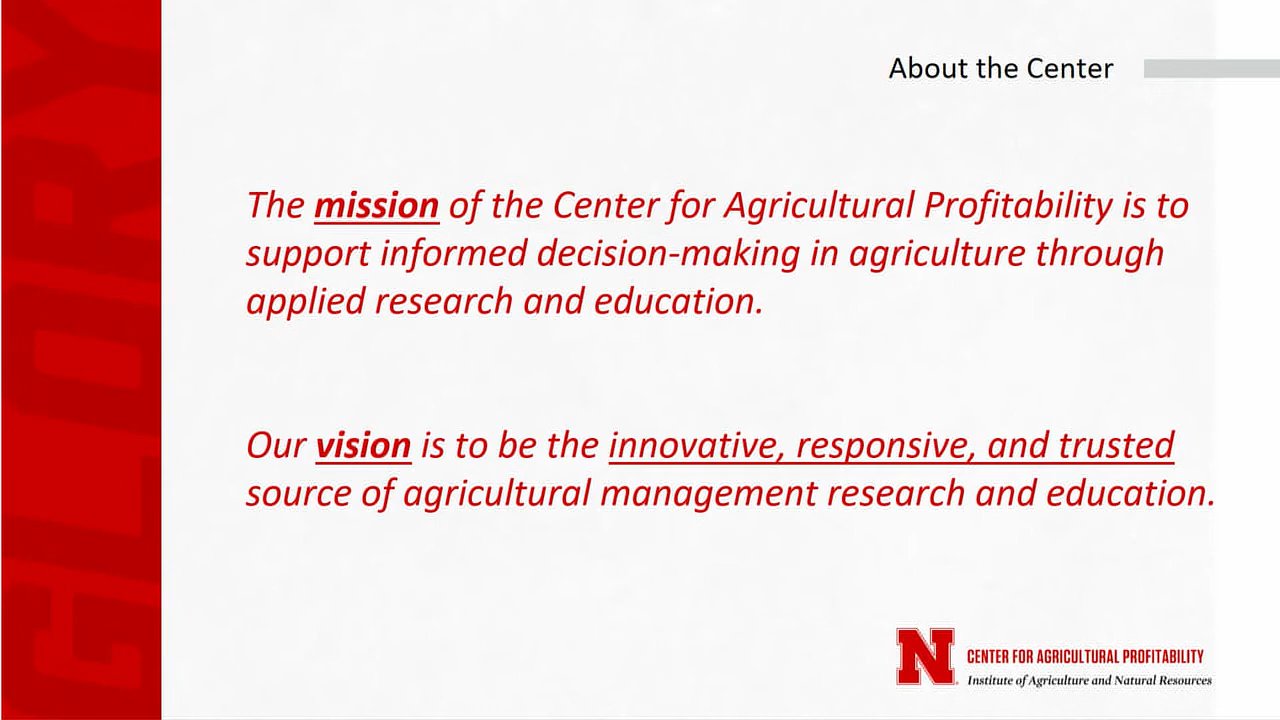 GLORY
About the Center
The mission of the Center for Agricultural Profitability is to
support informed decision-making in agriculture through
applied research and education.
Our vision is to be the innovative, responsive, and trusted
source of agricultural management research and education.
N
CENTER FOR AGRICULTURAL PROFITABILITY
Institute of Agriculture and Natural Resources